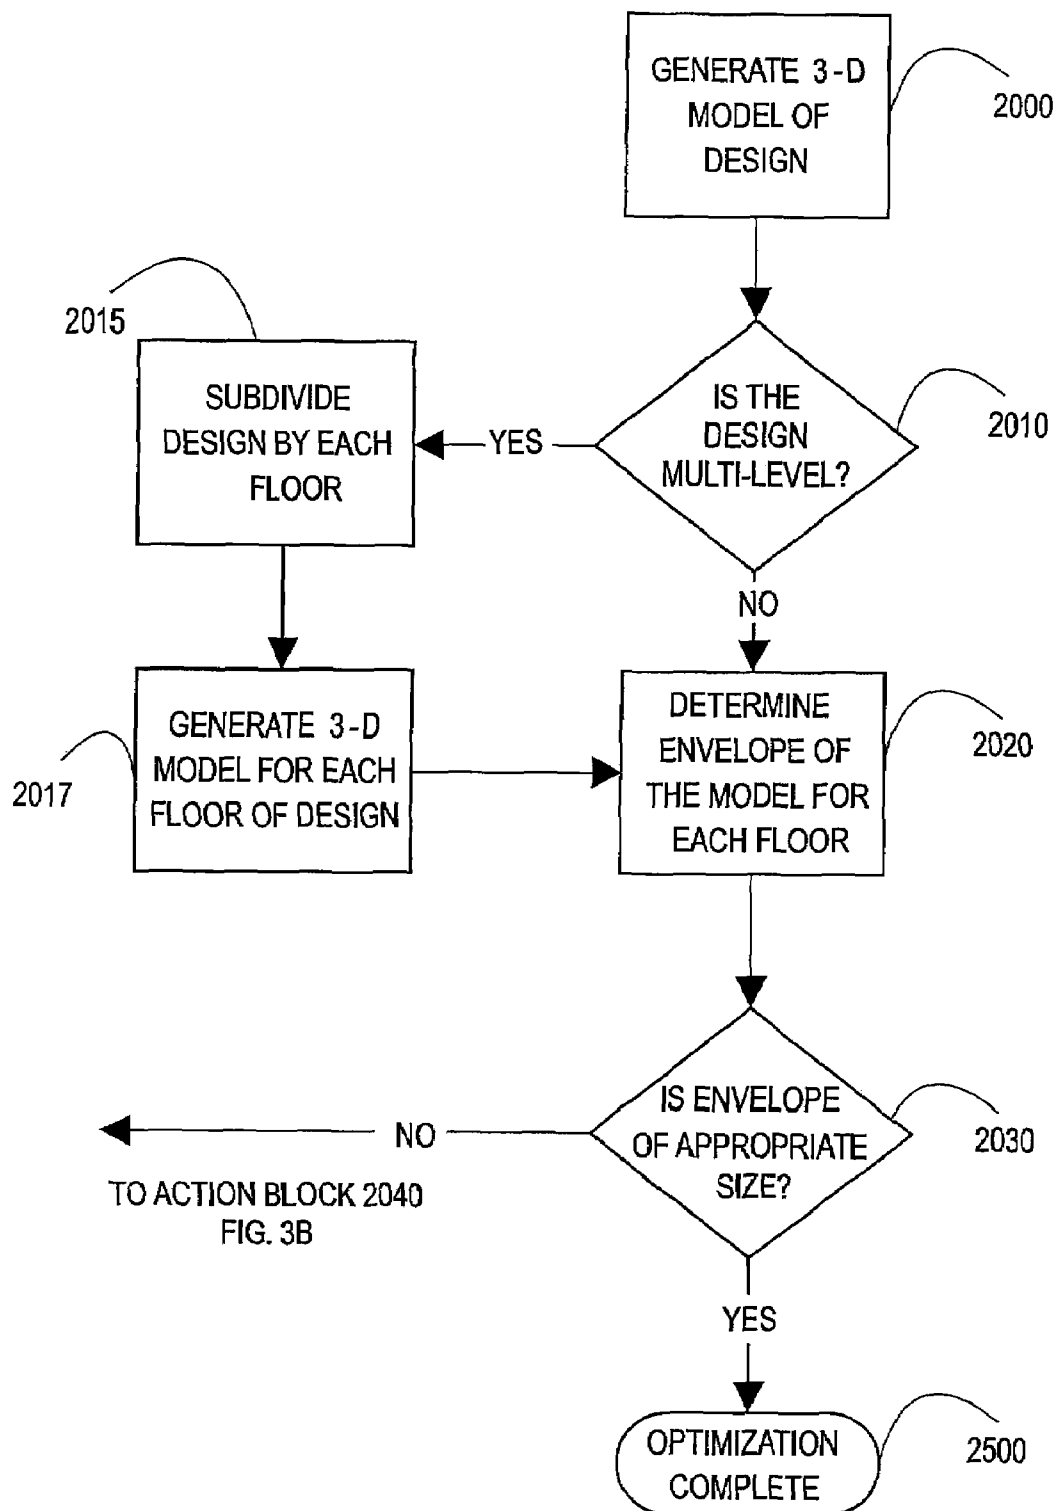 GENERATE 3-D
MODEL OF
DESIGN
2000
2015
SUBDIVIDE
DESIGN BY EACH
FLOOR
YES
IS THE
DESIGN
MULTI-LEVEL?
2010
NO
GENERATE 3-D
MODEL FOR EACH
FLOOR OF DESIGN
2017
DETERMINE
ENVELOPE OF
THE MODEL FOR
EACH FLOOR
2020
IS ENVELOPE
OF APPROPRIATE
SIZE?
2030
NO
TO ACTION BLOCK 2040
FIG. 3B
YES
OPTIMIZATION
COMPLETE
2500